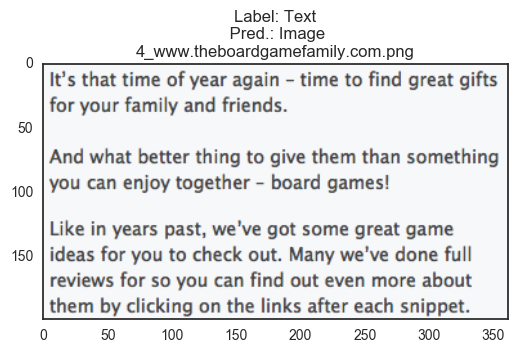 Label: Text
Pred.: Image
4_www.theboardgamefamily.com.png
0
It's that time of year again – time to find great gifts
for your family and friends.
50
And what better thing to give them than something
you can enjoy together – board games!
100
Like in years past, we've got some great game
ideas for you to check out. Many we've done full
150
reviews for so you can find out even more about
them by clicking on the links after each snippet.
0 50 100 150 200 250 300 350